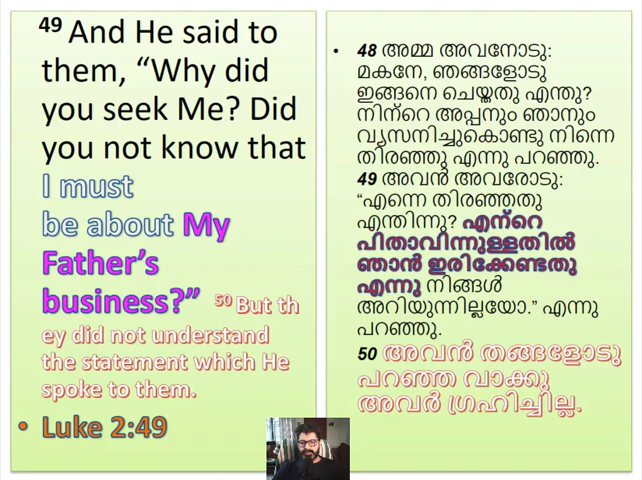 49 And He said to
them, “Why did
you seek Me? Did
you not know that
I must
be about My
Father’s
business?” 50 But th
ey did not understand
the statement which He
spoke to them.
• Luke 2:49
• 48 അമ്മ അവനോടു:
മകനേ, ഞങ്ങളോടു
ഇങ്ങനെ ചെയ്തതു എന്തു?
നിന്റെ അപ്പനും ഞാനും
വ്യസനിച്ചുകൊണ്ടു നിന്നെ
തിരഞ്ഞു എന്നു പറഞ്ഞു.
49 അവൻ അവരോടു:
“എന്നെ തിരഞ്ഞതു
എന്തിന്നു? എന്റെ
പിതാവിന്നുള്ളതിൽ
ഞാൻ ഇരിക്കേണ്ടതു
എന്നു നിങ്ങൾ
അറിയുന്നില്ലയോ.” എന്നു
പറഞ്ഞു.
50 അവൻ തങ്ങളോടു
പറഞ്ഞ വാക്കു
അവർ ഗ്രഹിച്ചില്ല.